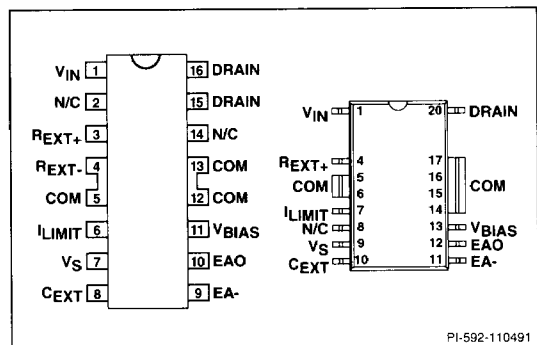 VIN 1 16 DRAIN
N/C 2 15 DRAIN
REXT+ 3 14 N/C
REXT- 4 13 COM
COM 5 12 COM
ILIMIT 6 11 VBIAS
VS 7 10 EAO
CEXT 8 9 EA-
VIN 1 20 DRAIN
REXT+ 4 17
COM 5 16 COM
6 15
ILIMIT 7 14
N/C 8 13 VBIAS
VS 9 12 EAO
CEXT 10 11 EA-
PI-592-110491